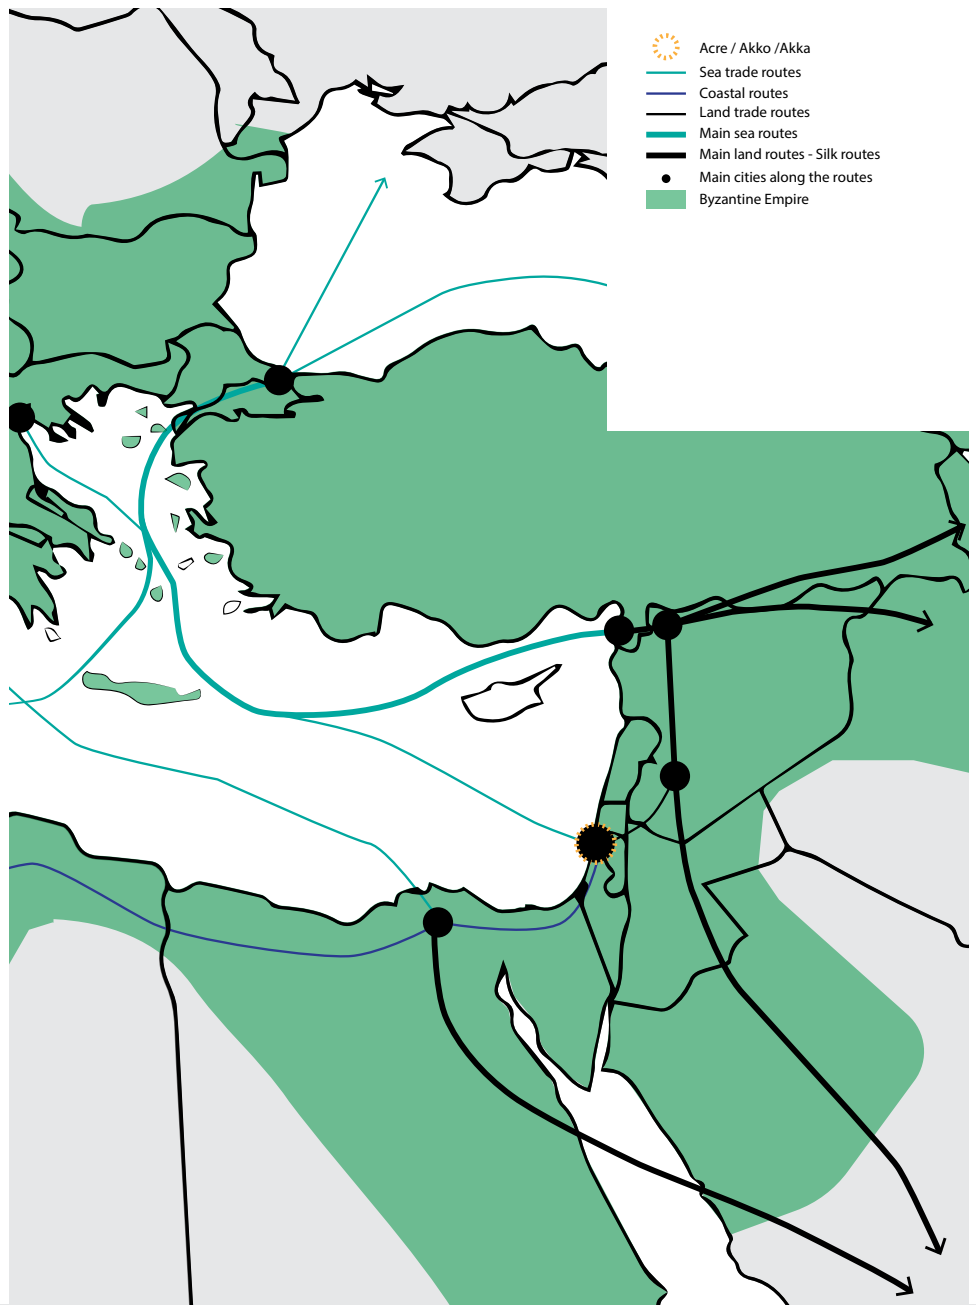 Acre / Akko /Akka
Sea trade routes
Coastal routes
Land trade routes
Main sea routes
Main land routes - Silk routes
Main cities along the routes
Byzantine Empire